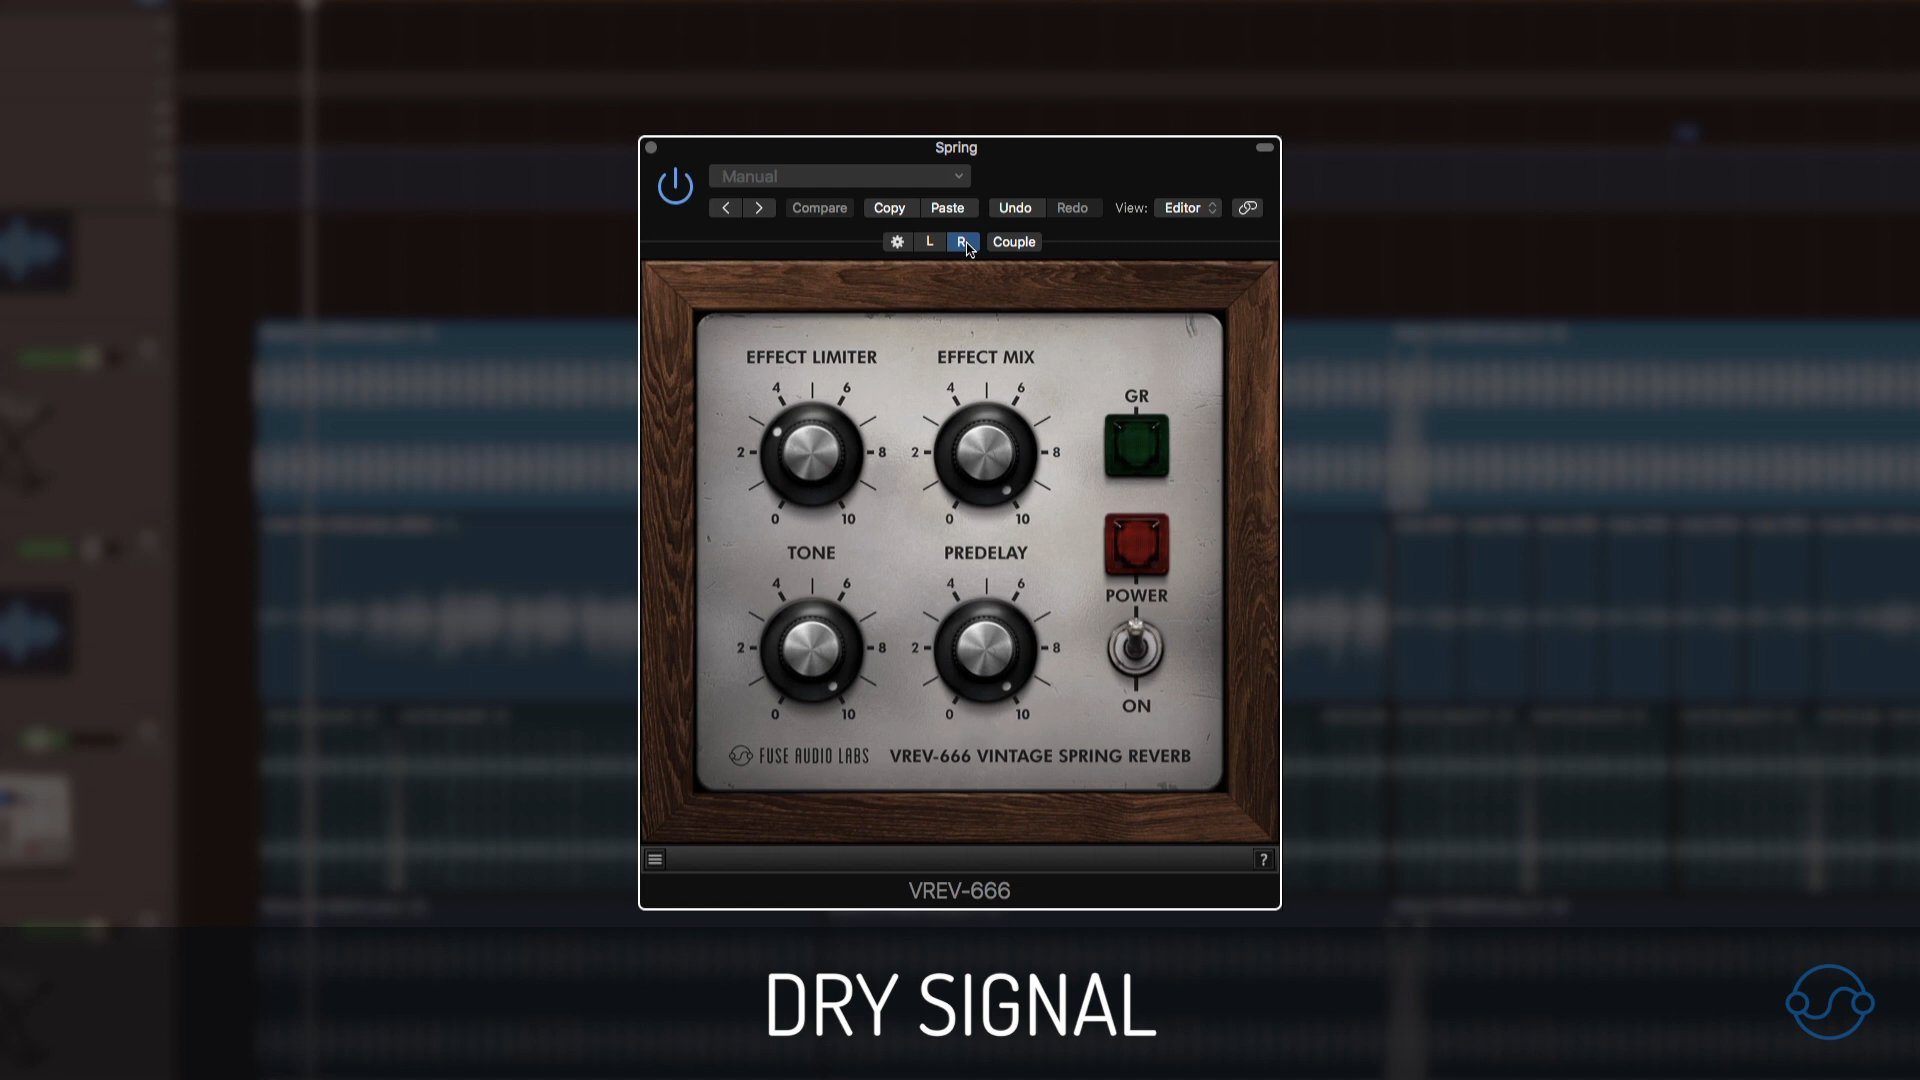 Spring
Manual
Compare Copy Paste Undo Redo View: Editor
L R Couple
EFFECT LIMITER EFFECT MIX
4 6 4 6
GR
2 8 2 8
0 10 0 10
TONE PREDELAY
4 6 4 6
POWER
2 8 2 8
ON
0 10 0 10
FUSE AUDIO LABS VREV-666 VINTAGE SPRING REVERB
?
VREV-666
DRY SIGNAL